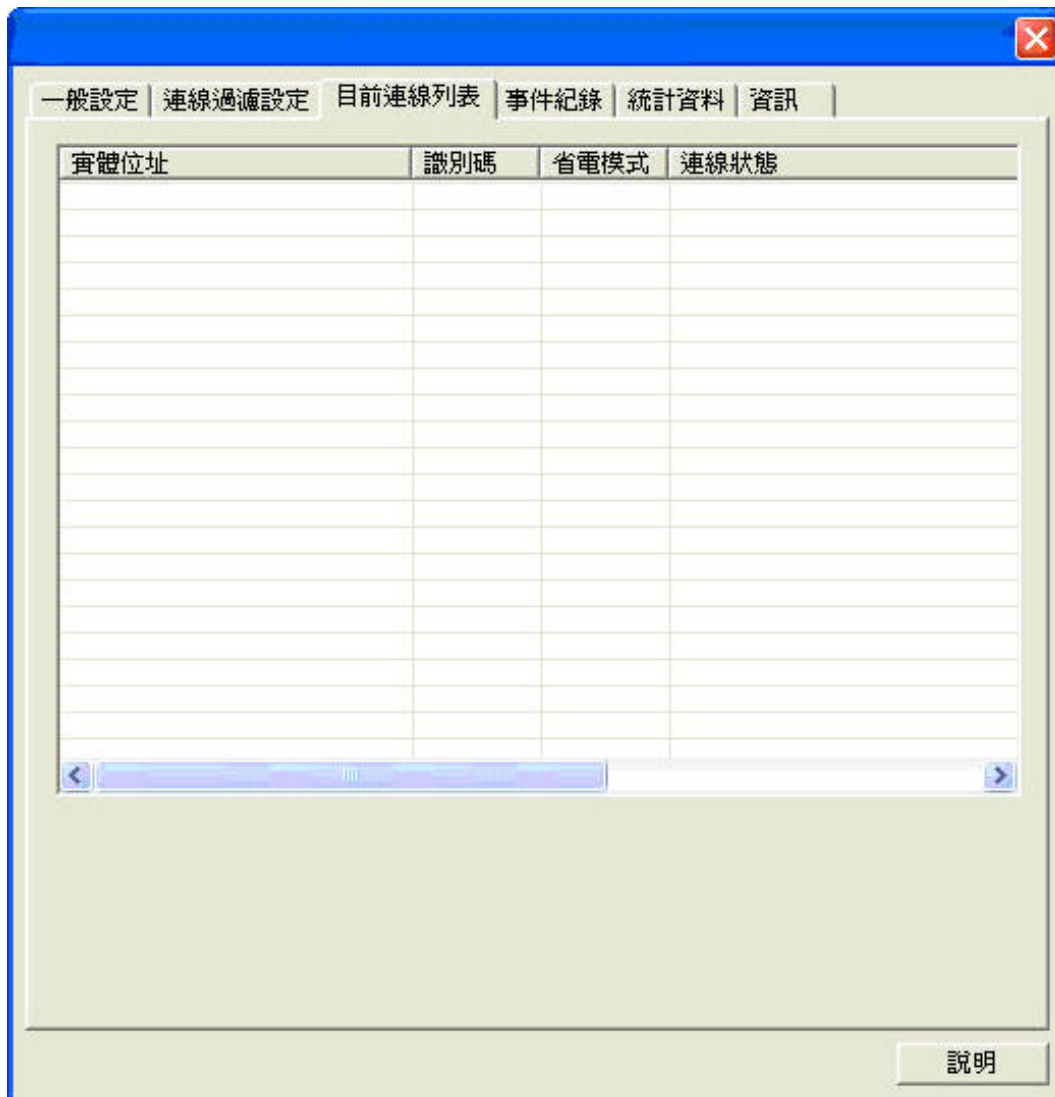 一般設定 連線過濾設定 目前連線列表 事件紀錄 統計資料 資訊
實體位址 識別碼 省電模式 連線狀態
說明